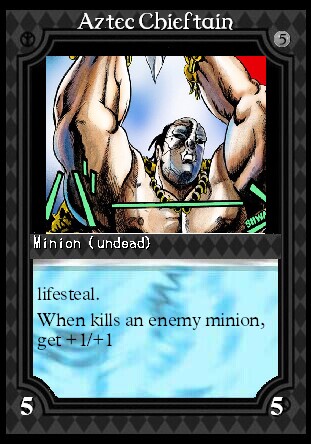 Aztec Chieftain
5
Minion (undead)
lifesteal.
When kills an enemy minion,
get +1/+1
5
5